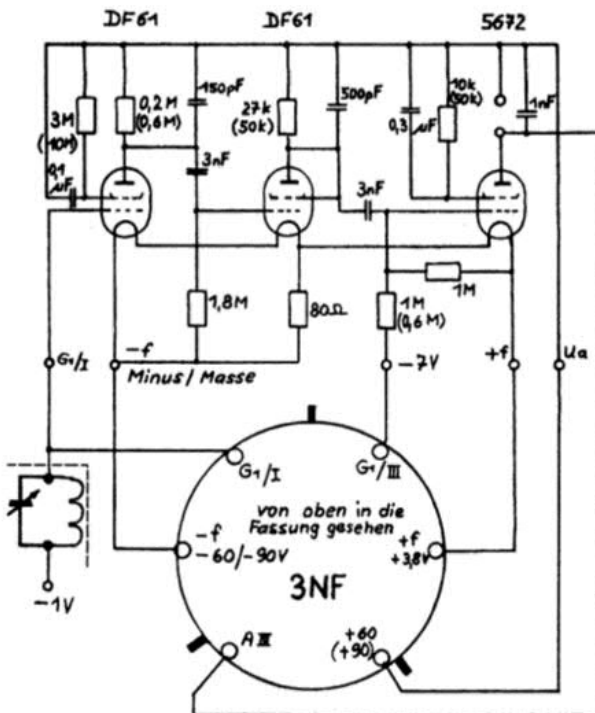 DF61 DF61 5672
150pF
500pF
3M
(10M)
0,2M
(0,6M)
27k
(50k)
10k
(50k)
1nF
0,3 µF
0,1
µF
3nF
3nF
1,8M
80Ω
1M
(0,6M)
1M
G1/I
-f
Minus/Masse
-7V
+f
Ua
G1/I
G1/III
von oben in die
Fassung gesehen
-f
-60/-90V
+f
+3,8V
3NF
-1V
A III
+60
(+90)